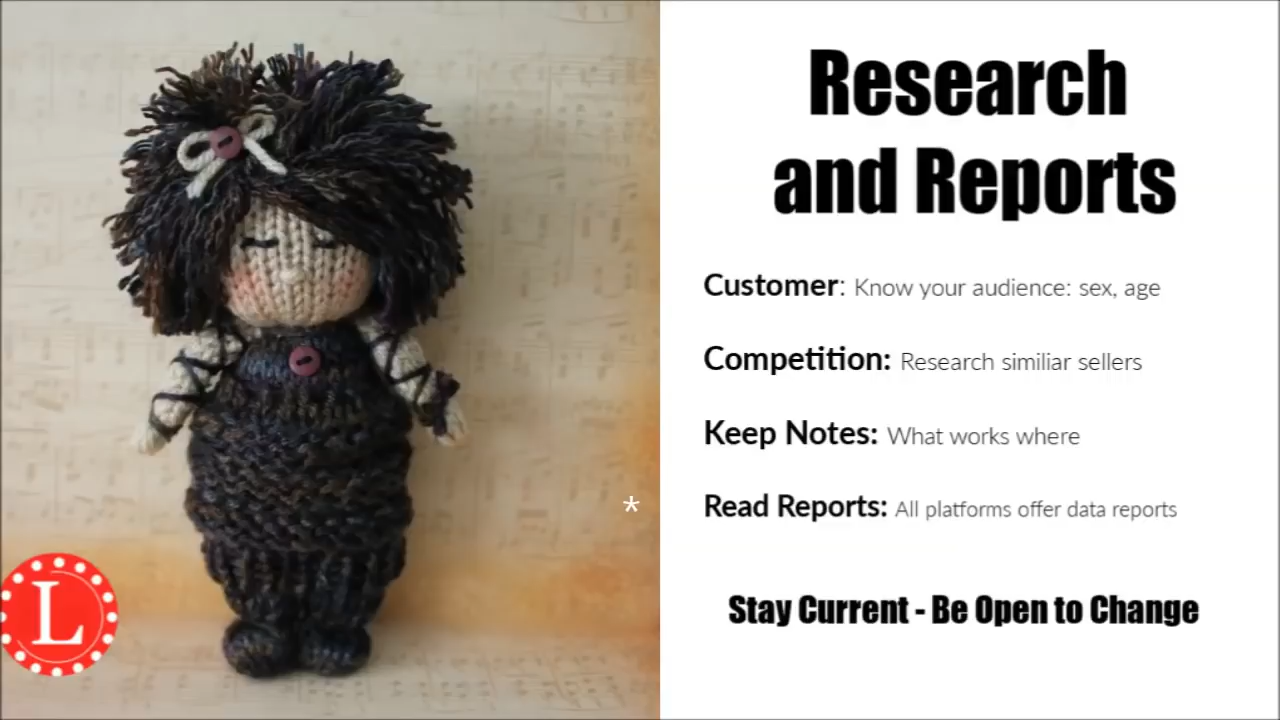 Research
and Reports
Customer: Know your audience: sex, age
Competition: Research similiar sellers
Keep Notes: What works where
*
Read Reports: All platforms offer data reports
L
Stay Current - Be Open to Change